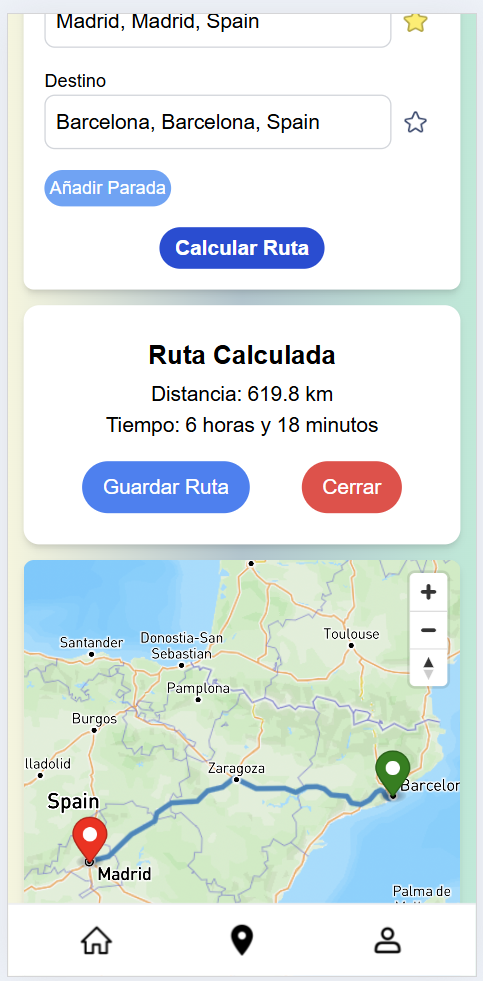 Madrid, Madrid, Spain
Destino
Barcelona, Barcelona, Spain
Añadir Parada
Calcular Ruta
Ruta Calculada
Distancia: 619.8 km
Tiempo: 6 horas y 18 minutos
Guardar Ruta
Cerrar
Toulouse
Santander
Donostia-San
Sebastian
Pamplona
Burgos
Zaragoza
lladolid
Barcelon
Spain
Madrid
Palma de